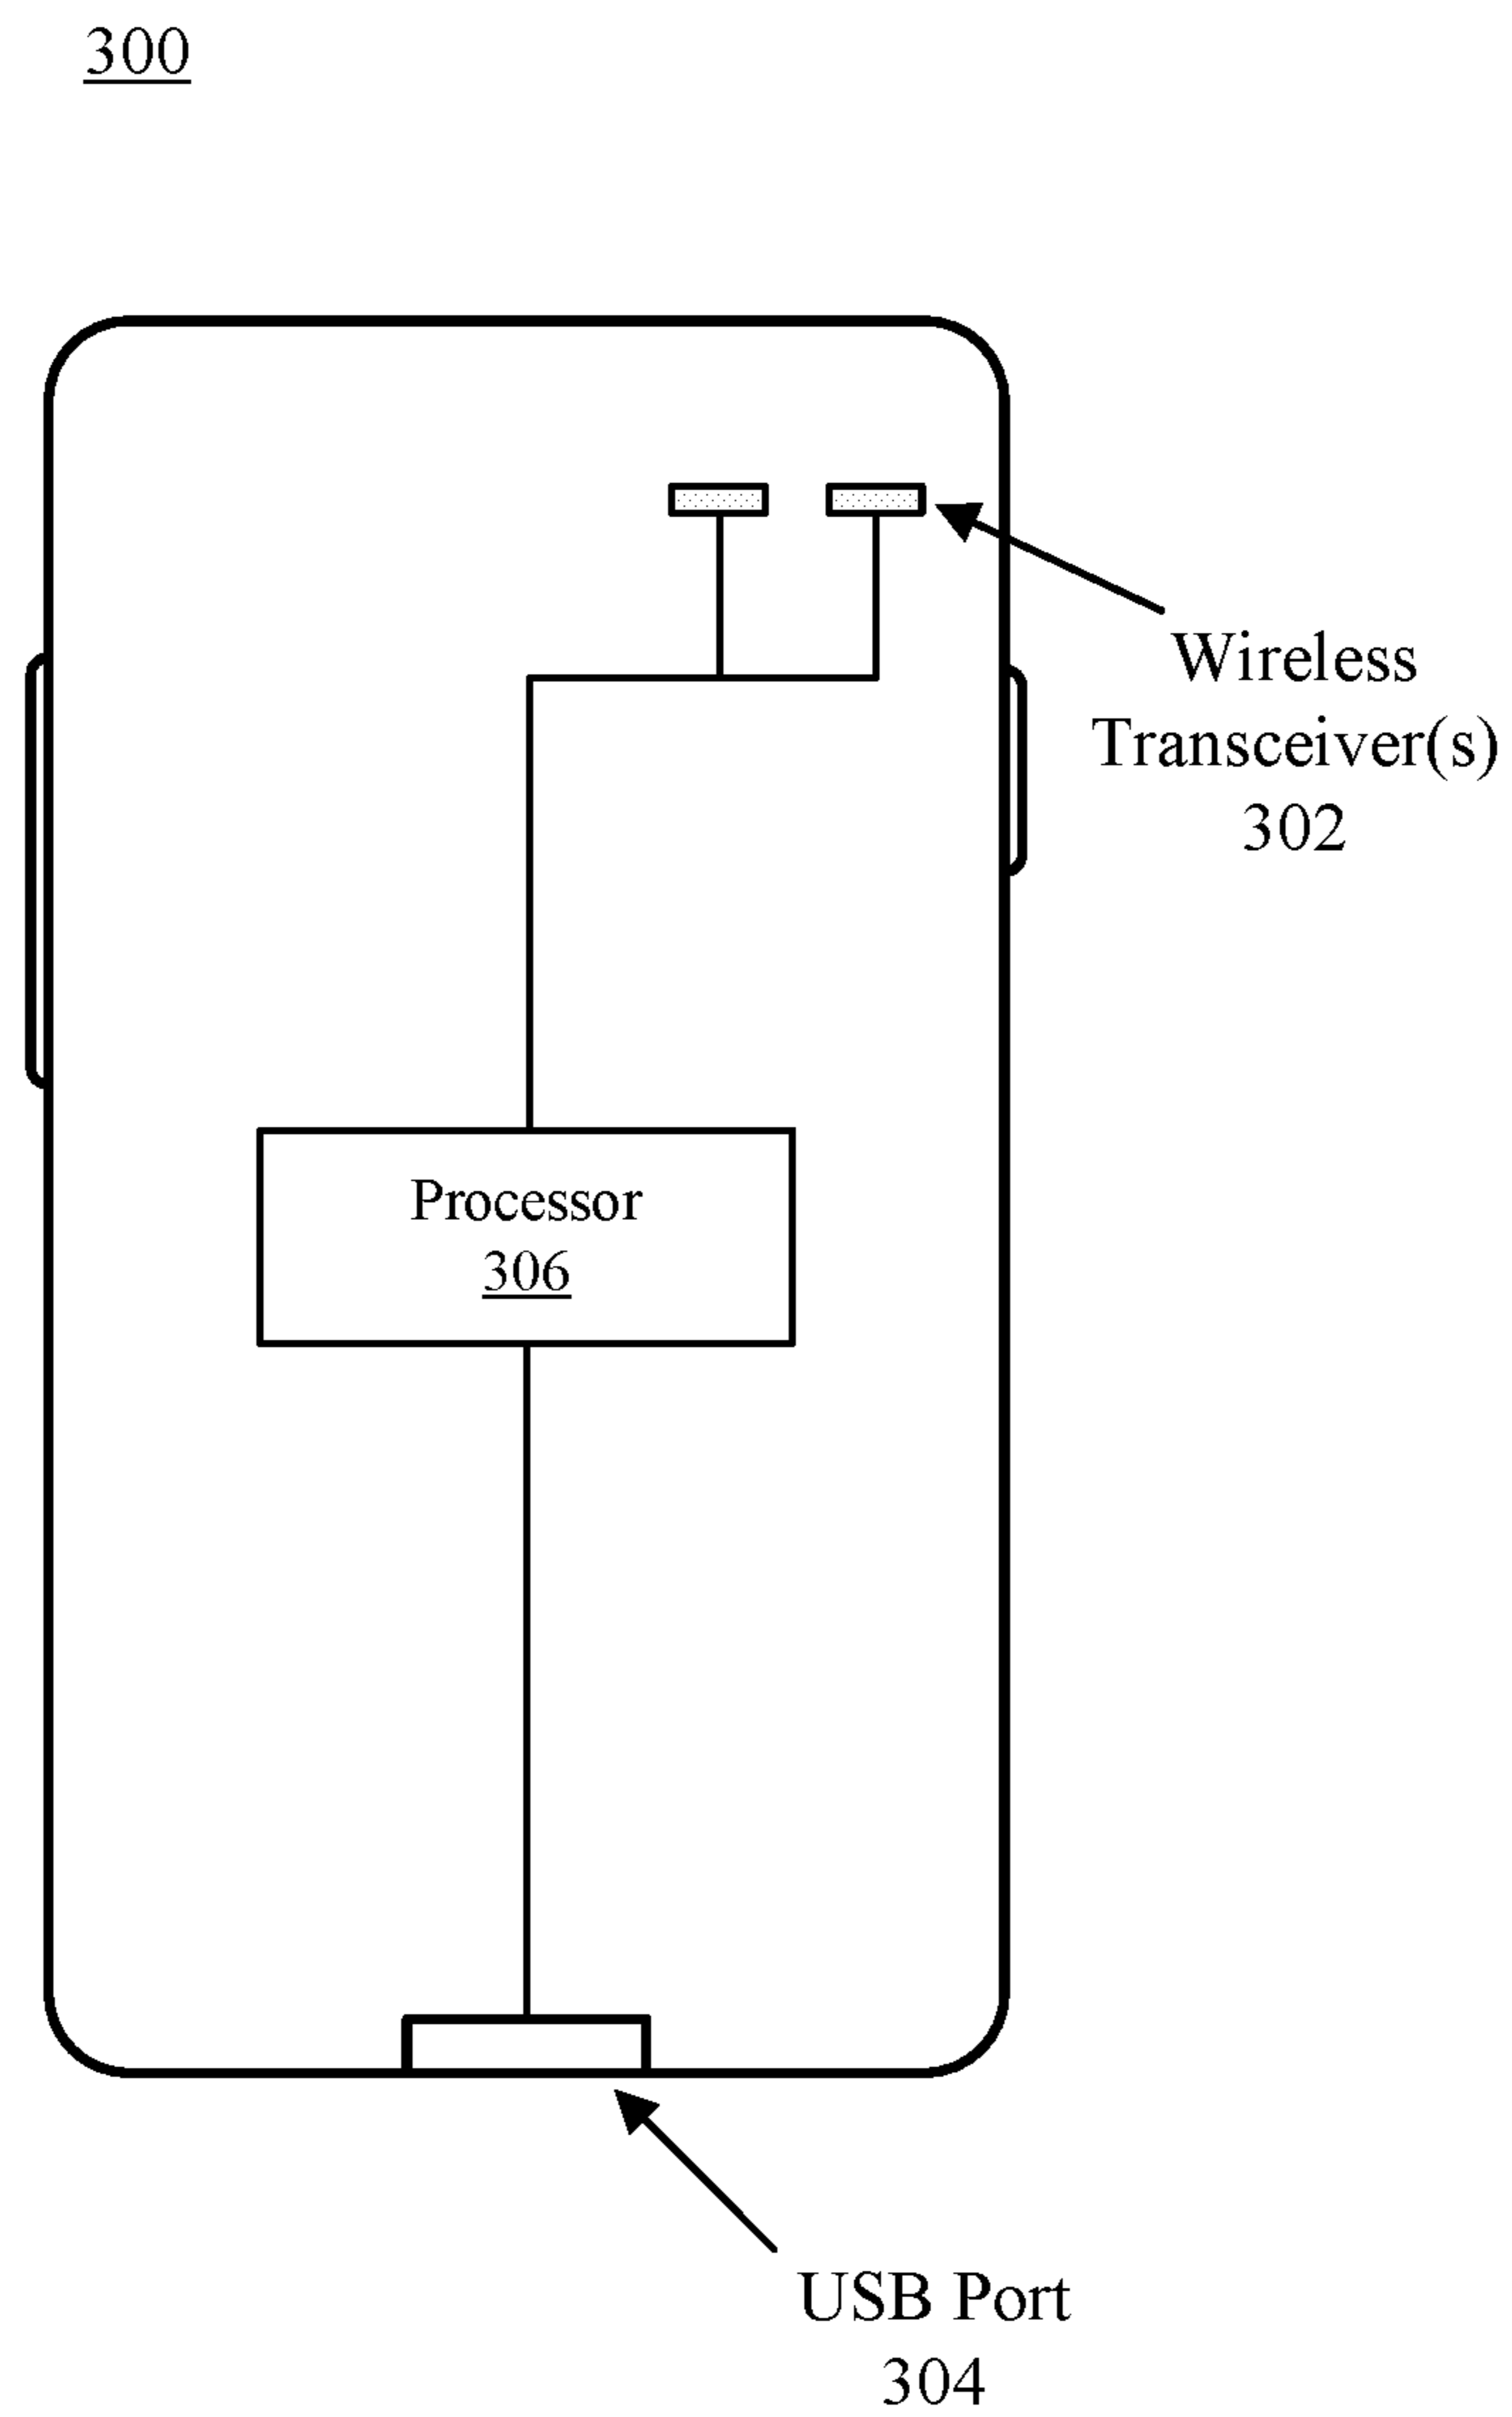 300
Wireless
Transceiver(s)
302
Processor
306
USB Port
304